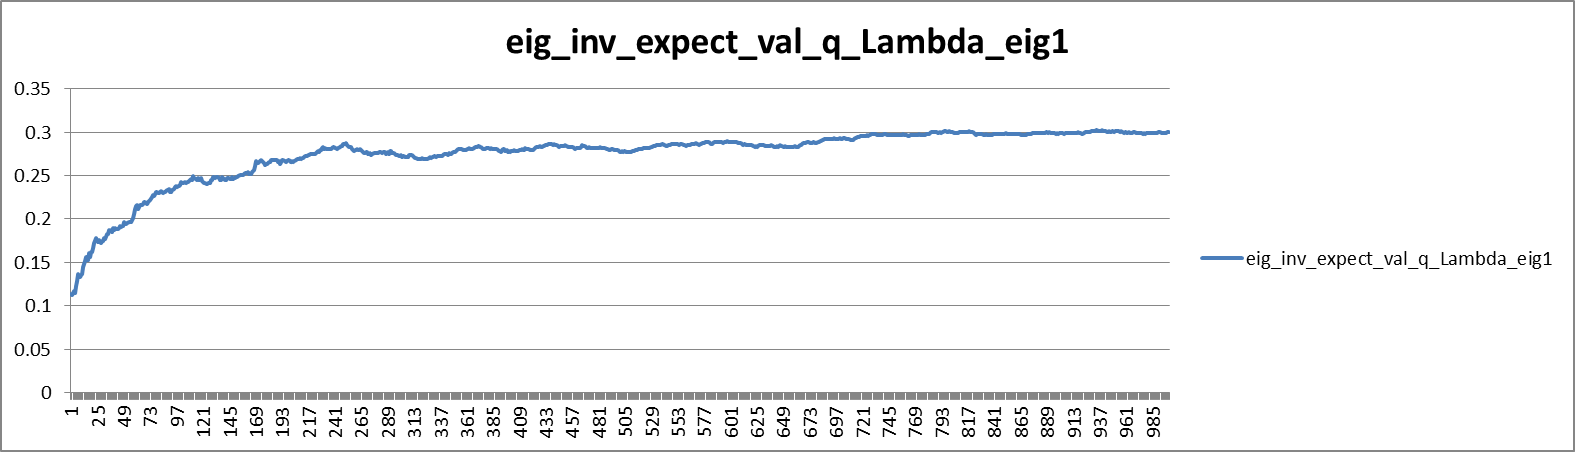 eig_inv_expect_val_q_Lambda_eig1
0.35
0.3
0.25
0.2
0.15
0.1
0.05
0
1 25 49 73 97 121 145 169 193 217 241 265 289 313 337 361 385 409 433 457 481 505 529 553 577 601 625 649 673 697 721 745 769 793 817 841 865 889 913 937 961 985
eig_inv_expect_val_q_Lambda_eig1